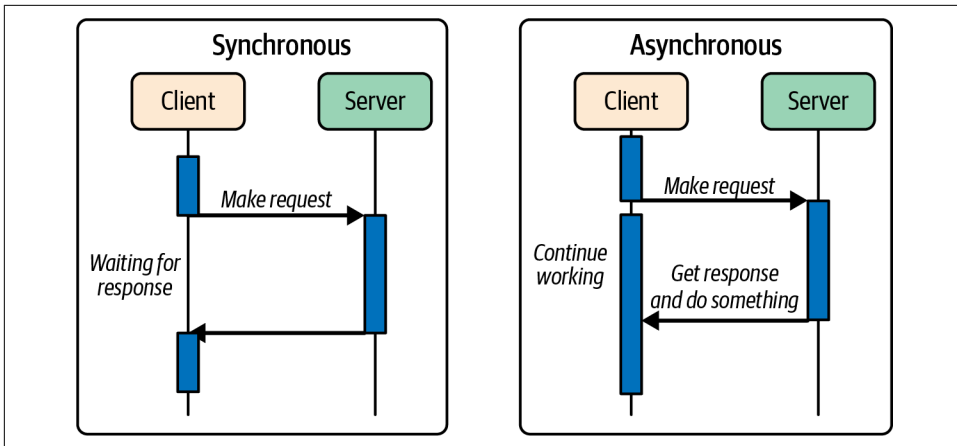 Synchronous
Client
Server
Make request
Waiting for
response
Asynchronous
Client
Server
Make request
Continue
working
Get response
and do something